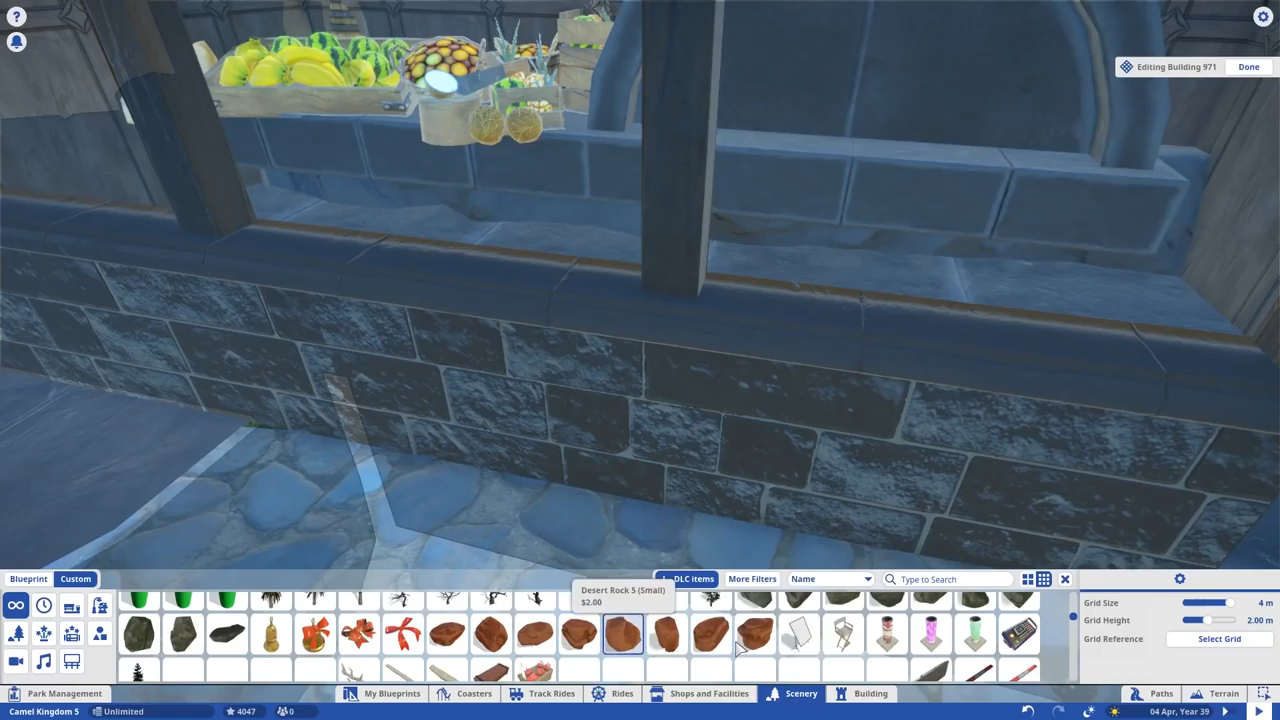 ?
Editing Building 971
Done
Blueprint
Custom
DLC items
More Filters
Name
Type to Search
Desert Rock 5 (Small)
$2.00
Grid Size
4 m
Grid Height
2.00 m
Grid Reference
Select Grid
Park Management
My Blueprints
Coasters
Track Rides
Rides
Shops and Facilities
Scenery
Building
Paths
Terrain
Camel Kingdom 5
Unlimited
4047
0
04 Apr, Year 39